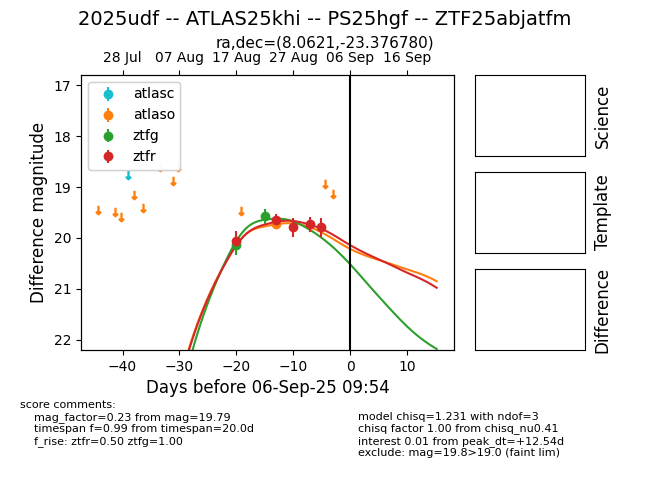 2025udf -- ATLAS25khi -- PS25hgf -- ZTF25abjatfm
ra,dec=(8.0621,-23.376780)
28 Jul 07 Aug 17 Aug 27 Aug 06 Sep 16 Sep
atlasc
atlaso
ztfg
ztfr
17
18
19
20
21
22
Difference magnitude
−40 −30 −20 −10 0 10
Days before 06-Sep-25 09:54
Science
Template
Difference
score comments:
mag_factor=0.23 from mag=19.79
timespan f=0.99 from timespan=20.0d
f_rise: ztfr=0.50 ztfg=1.00
model chisq=1.231 with ndof=3
chisq factor 1.00 from chisq_nu0.41
interest 0.01 from peak_dt=+12.54d
exclude: mag=19.8>19.0 (faint lim)